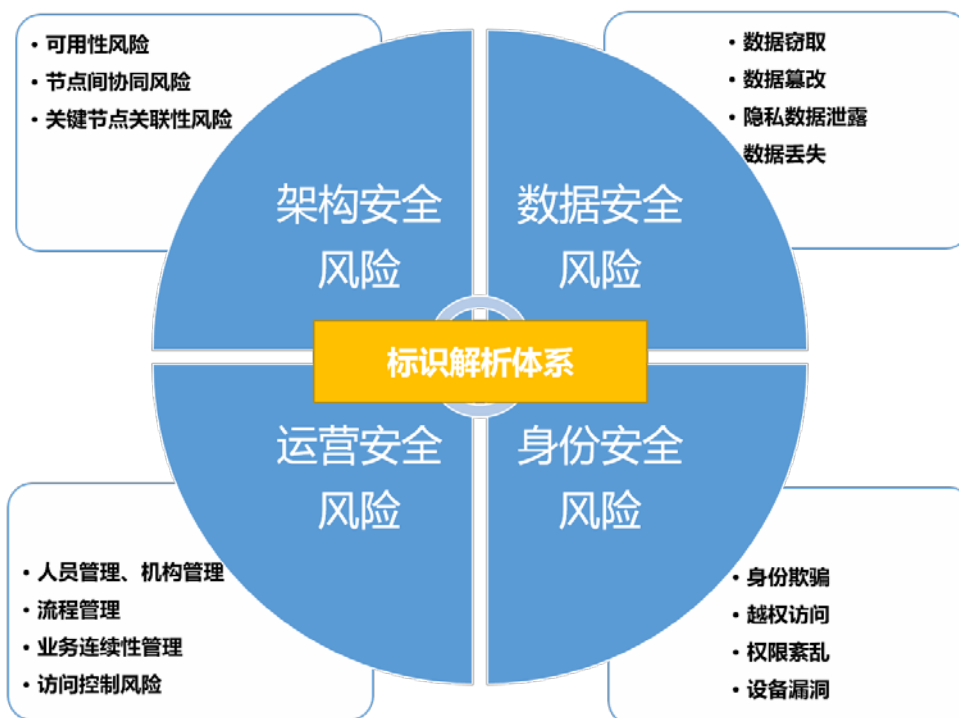 • 可用性风险
• 节点间协同风险
• 关键节点关联性风险
• 数据窃取
• 数据篡改
• 隐私数据泄露
数据丢失
架构安全
风险
数据安全
风险
标识解析体系
运营安全
风险
身份安全
风险
• 人员管理、机构管理
• 流程管理
• 业务连续性管理
• 访问控制风险
• 身份欺骗
• 越权访问
• 权限紊乱
• 设备漏洞